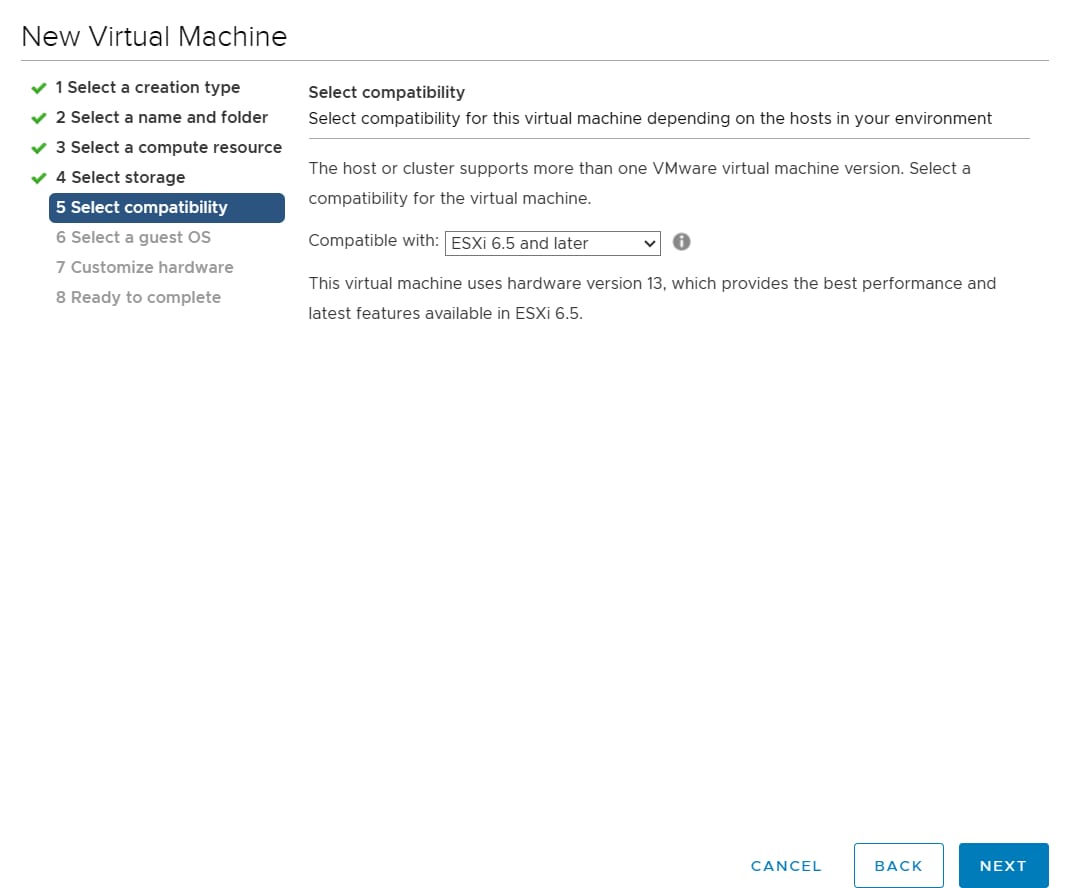 New Virtual Machine
1 Select a creation type
2 Select a name and folder
3 Select a compute resource
4 Select storage
5 Select compatibility
6 Select a guest OS
7 Customize hardware
8 Ready to complete
Select compatibility
Select compatibility for this virtual machine depending on the hosts in your environment
The host or cluster supports more than one VMware virtual machine version. Select a
compatibility for the virtual machine.
Compatible with: ESXi 6.5 and later
This virtual machine uses hardware version 13, which provides the best performance and
latest features available in ESXi 6.5.
CANCEL BACK NEXT